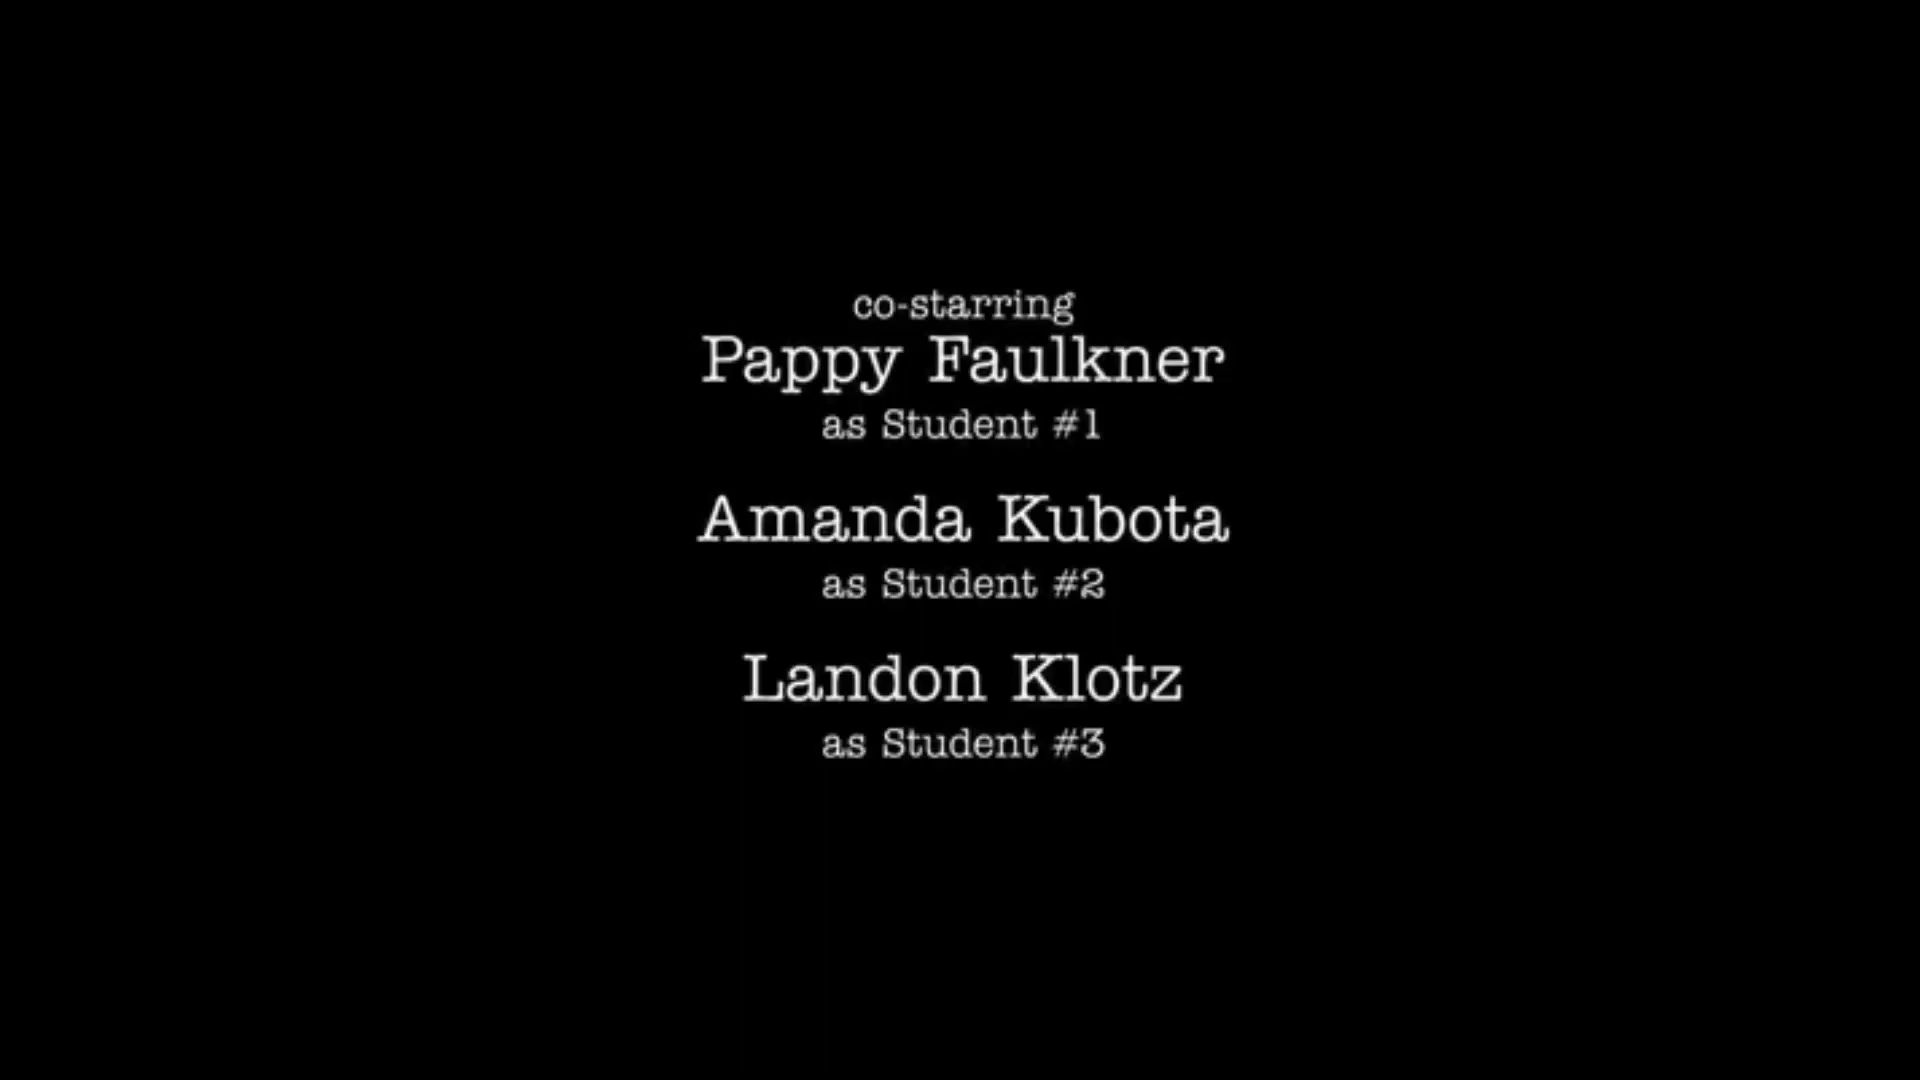 co-starring
Pappy Faulkner
as Student #1
Amanda Kubota
as Student #2
Landon Klotz
as Student #3